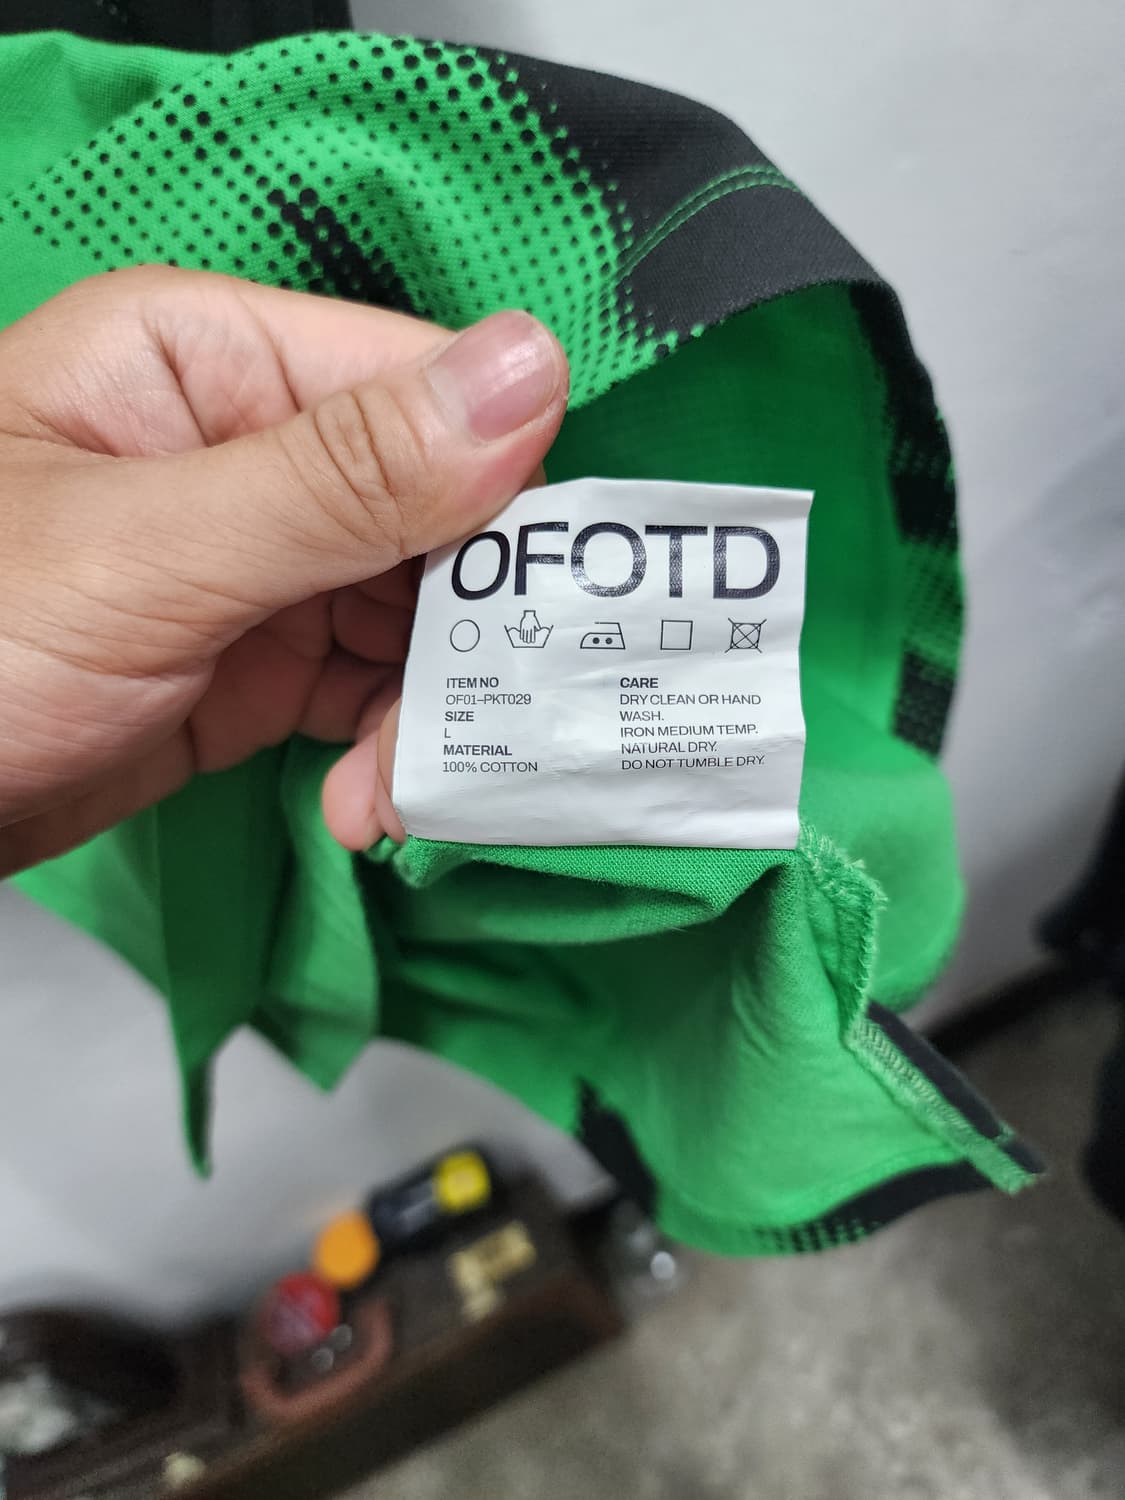 OFOTD
ITEM NO
OF01-PKT029
SIZE
L
MATERIAL
100% COTTON
CARE
DRY CLEAN OR HAND
WASH.
IRON MEDIUM TEMP.
NATURAL DRY.
DO NOT TUMBLE DRY.